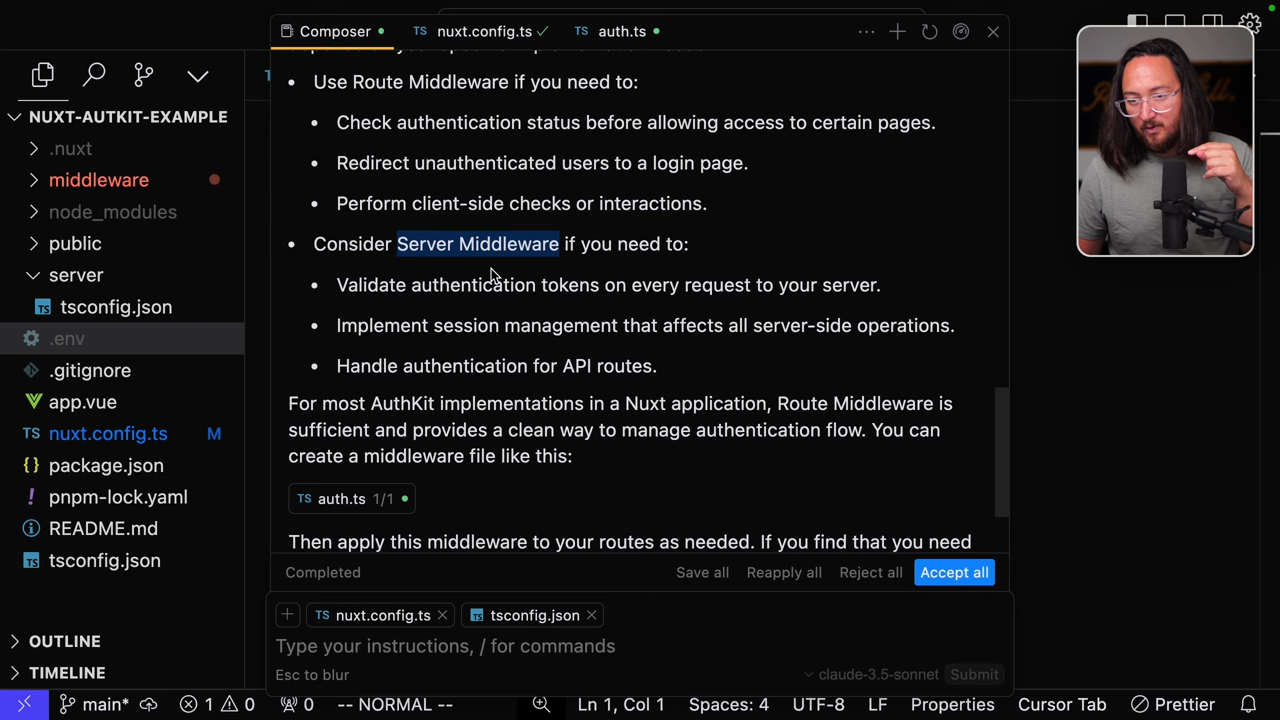 Composer
TS nuxt.config.ts
TS auth.ts
Use Route Middleware if you need to:
Check authentication status before allowing access to certain pages.
Redirect unauthenticated users to a login page.
Perform client-side checks or interactions.
Consider Server Middleware if you need to:
Validate authentication tokens on every request to your server.
Implement session management that affects all server-side operations.
Handle authentication for API routes.
For most AuthKit implementations in a Nuxt application, Route Middleware is
sufficient and provides a clean way to manage authentication flow. You can
create a middleware file like this:
TS auth.ts 1/1
Then apply this middleware to your routes as needed. If you find that you need
Completed
Save all Reapply all Reject all Accept all
TS nuxt.config.ts
TS tsconfig.json
Type your instructions, / for commands
Esc to blur
claude-3.5-sonnet Submit
NUXT-AUTKIT-EXAMPLE
.nuxt
middleware
node_modules
public
server
TS tsconfig.json
.env
.gitignore
app.vue
TS nuxt.config.ts M
{} package.json
! pnpm-lock.yaml
README.md
TS tsconfig.json
OUTLINE
TIMELINE
main* 1 0 0 -- NORMAL -- Ln 1, Col 1 Spaces: 4 UTF-8 LF Properties Cursor Tab Prettier